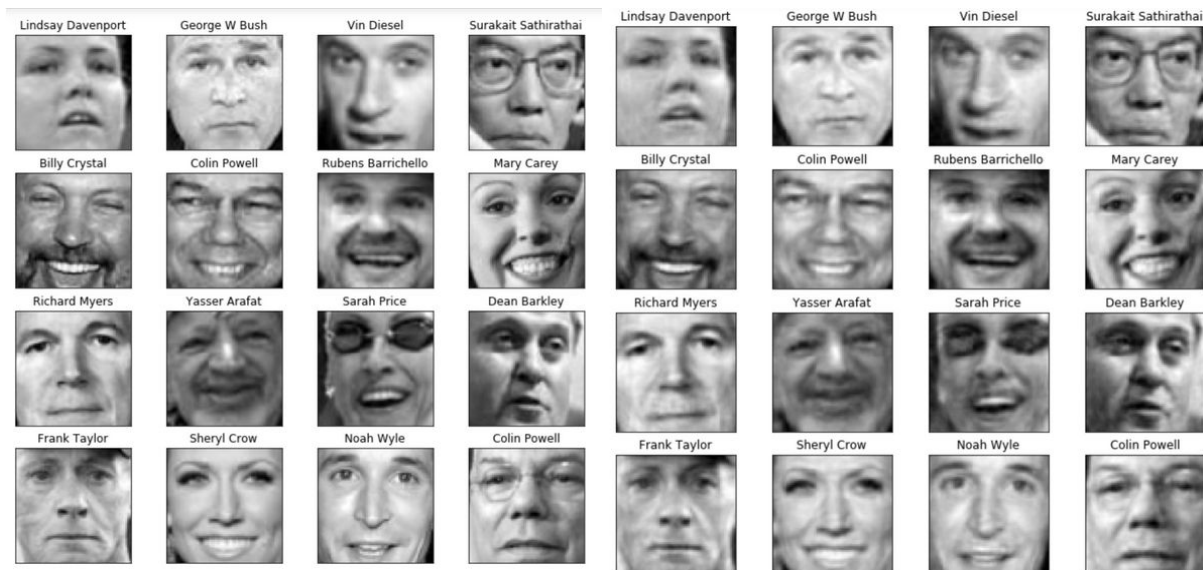 Lindsay Davenport George W Bush Vin Diesel Surakait Sathirathai
Billy Crystal Colin Powell Rubens Barrichello Mary Carey
Richard Myers Yasser Arafat Sarah Price Dean Barkley
Frank Taylor Sheryl Crow Noah Wyle Colin Powell
Lindsay Davenport George W Bush Vin Diesel Surakait Sathirathai
Billy Crystal Colin Powell Rubens Barrichello Mary Carey
Richard Myers Yasser Arafat Sarah Price Dean Barkley
Frank Taylor Sheryl Crow Noah Wyle Colin Powell